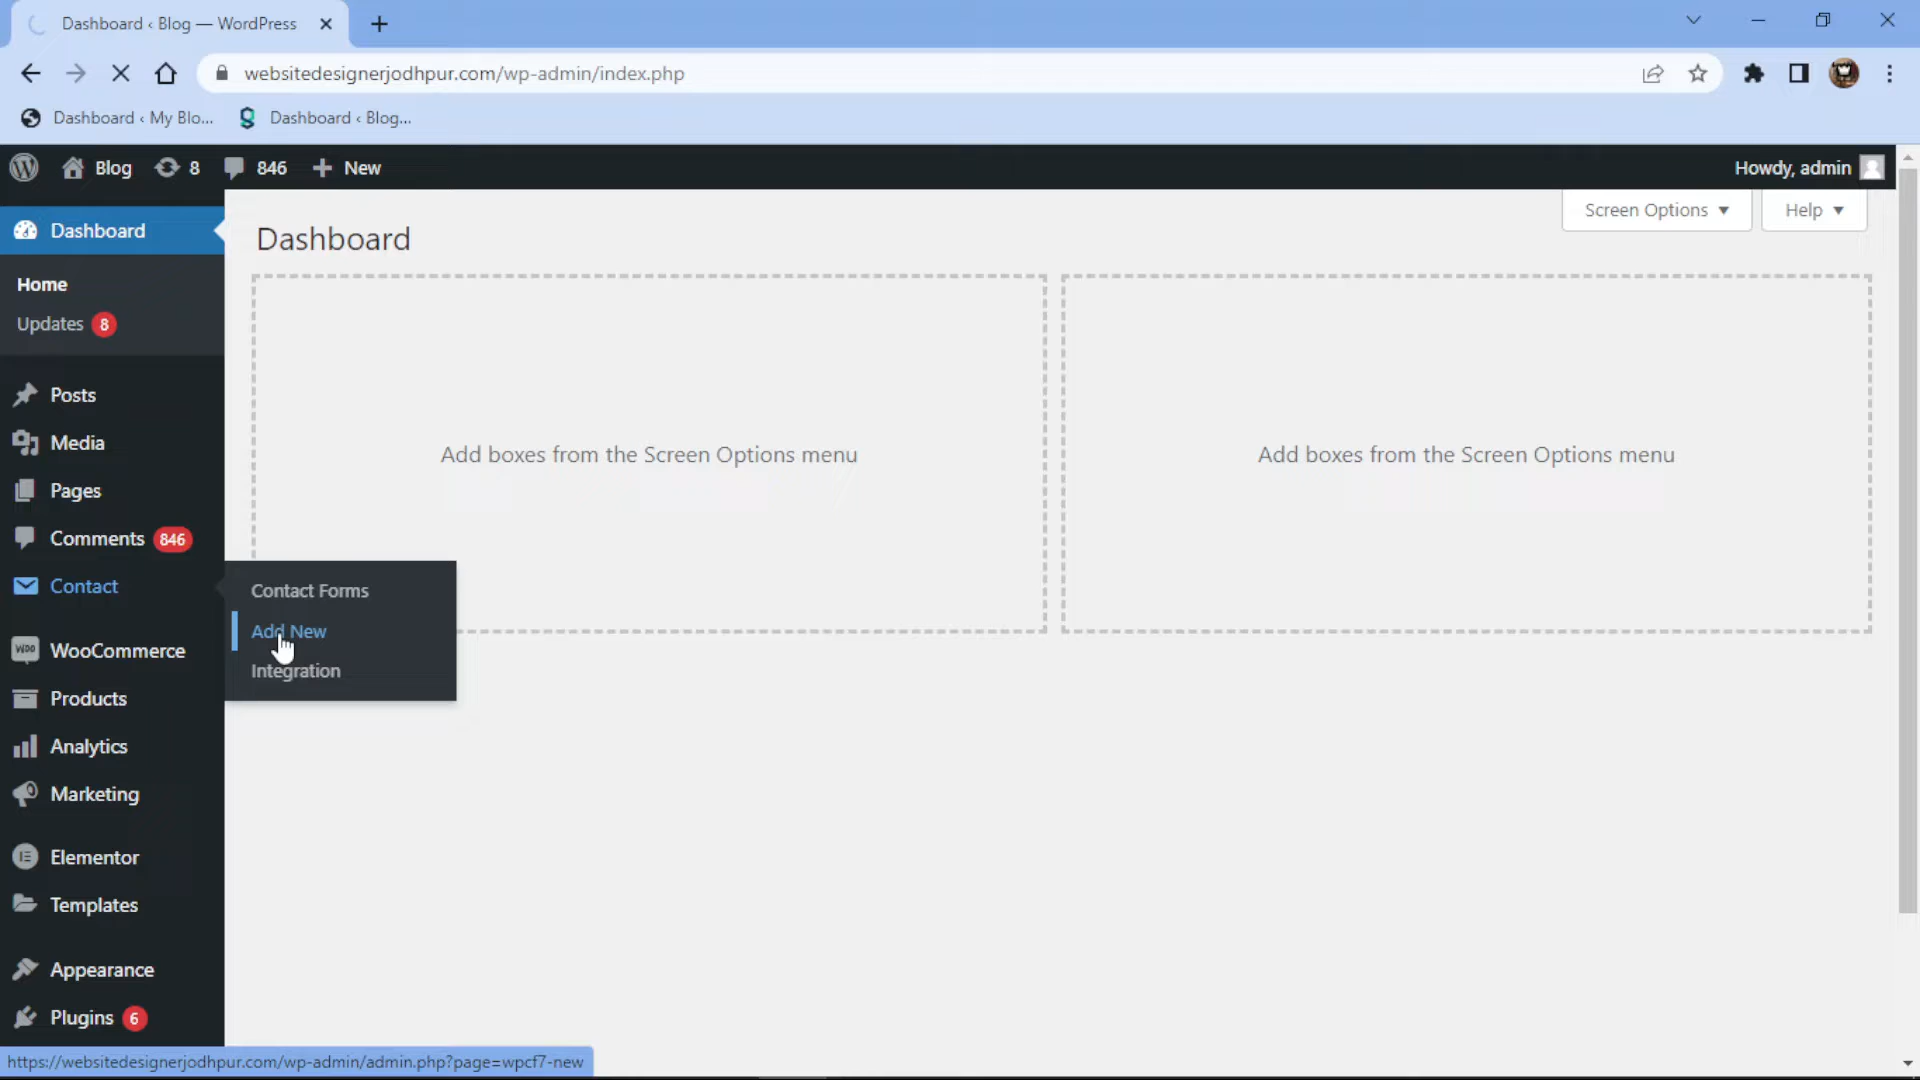 Dashboard ‹ Blog — WordPress
websitedesignerjodhpur.com/wp-admin/index.php
Dashboard ‹ My Blo... Dashboard ‹ Blog...
Blog 8 846 New Howdy, admin
Screen Options Help
Dashboard
Dashboard
Home
Updates 8
Posts
Media
Pages
Comments 846
Contact
WooCommerce
Products
Analytics
Marketing
Elementor
Templates
Appearance
Plugins 6
Add boxes from the Screen Options menu
Add boxes from the Screen Options menu
Contact Forms
Add New
Integration
https://websitedesignerjodhpur.com/wp-admin/admin.php?page=wpcf7-new